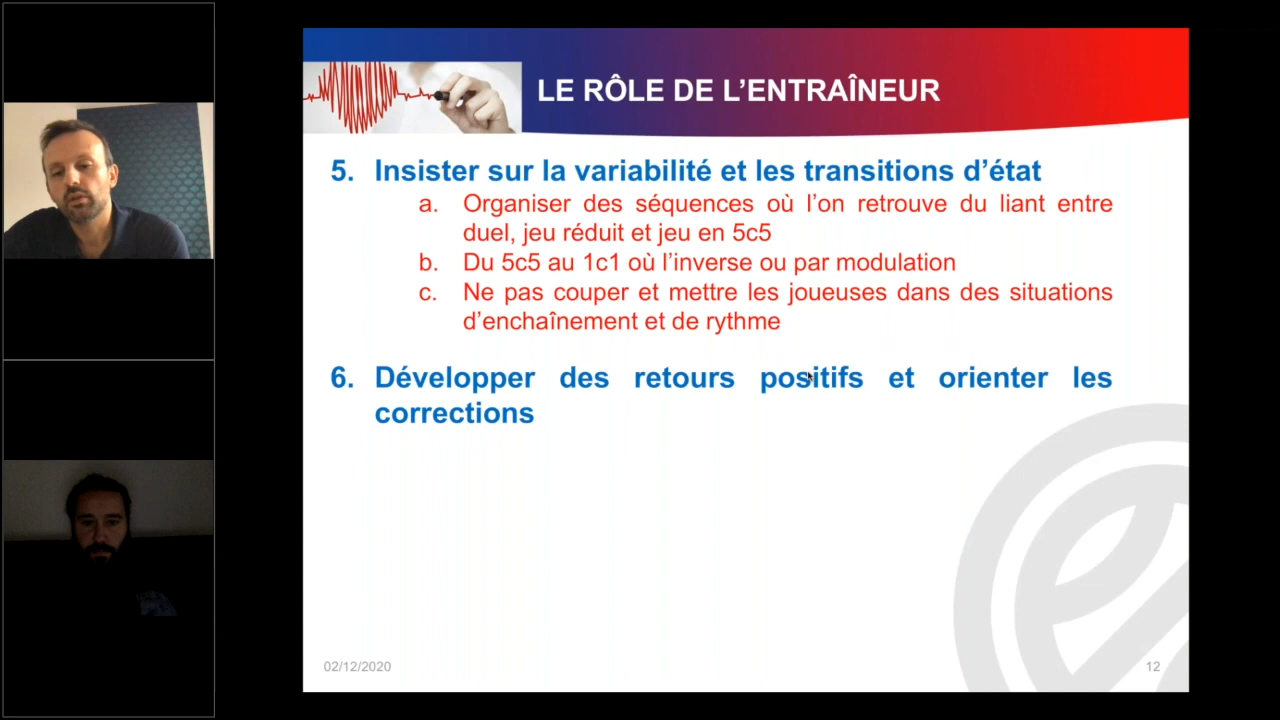 LE RÔLE DE L’ENTRAÎNEUR
5. Insister sur la variabilité et les transitions d’état
a. Organiser des séquences où l’on retrouve du liant entre
duel, jeu réduit et jeu en 5c5
b. Du 5c5 au 1c1 où l’inverse ou par modulation
c. Ne pas couper et mettre les joueuses dans des situations
d’enchaînement et de rythme
6. Développer des retours positifs et orienter les
corrections
02/12/2020
12